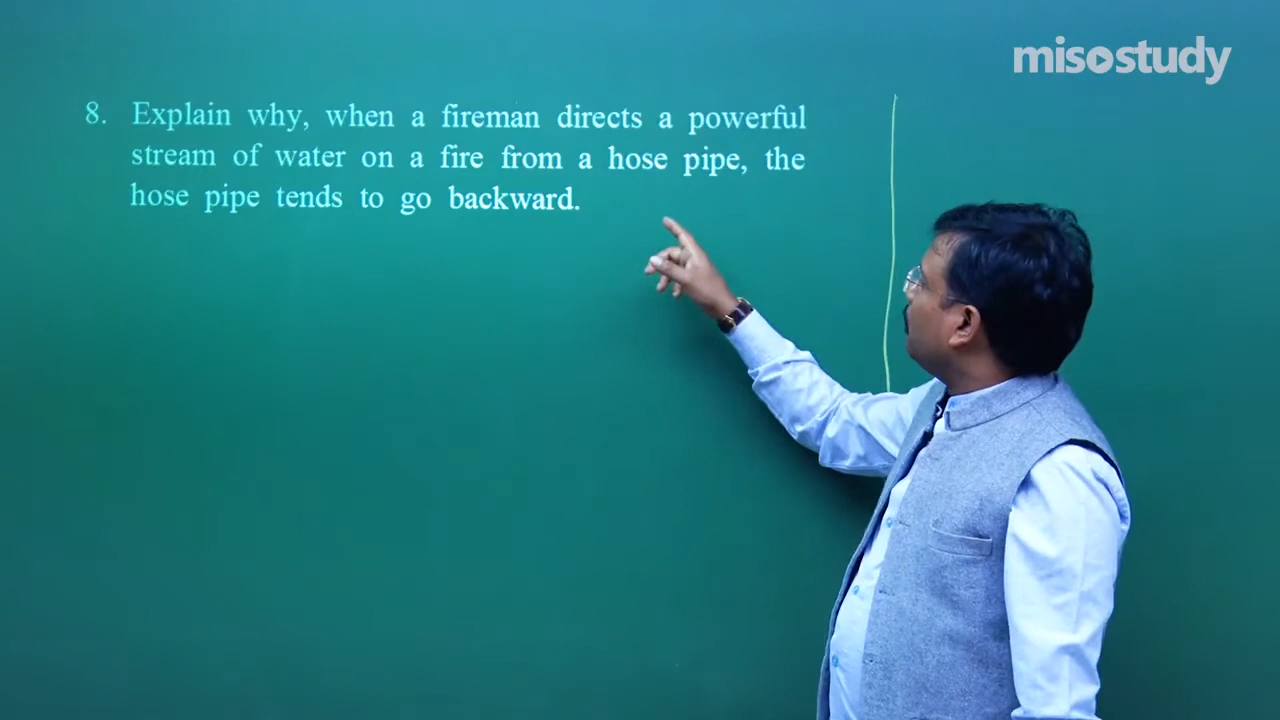 misostudy
8. Explain why, when a fireman directs a powerful
stream of water on a fire from a hose pipe, the
hose pipe tends to go backward.